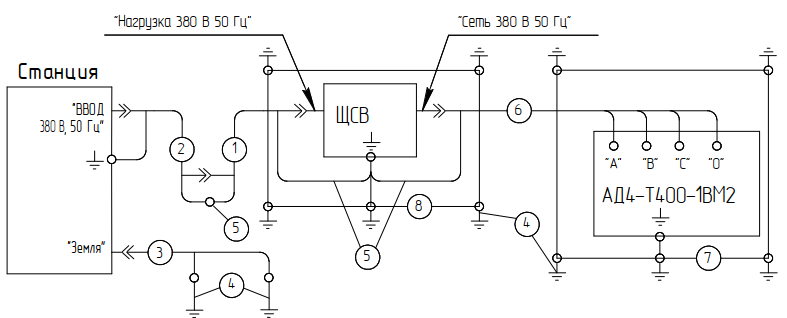 "Нагрузка 380 В 50 Гц"
"Сеть 380 В 50 Гц"
Станция
"ВВОД
380 В, 50 Гц"
ЩСВ
2
1
6
"А"
"В"
"С"
"О"
АД4-Т400-1ВМ2
8
5
4
"Земля"
3
5
7
4